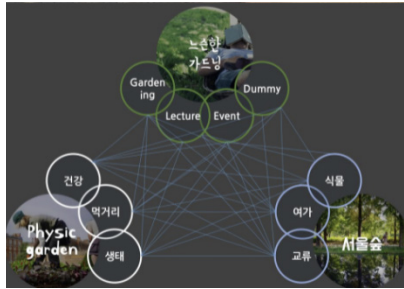 느슨한
가드닝
Garden
ing
Dummy
Lecture
Event
건강
식물
먹거리
여가
Physic
garden
생태
교류
서울숲